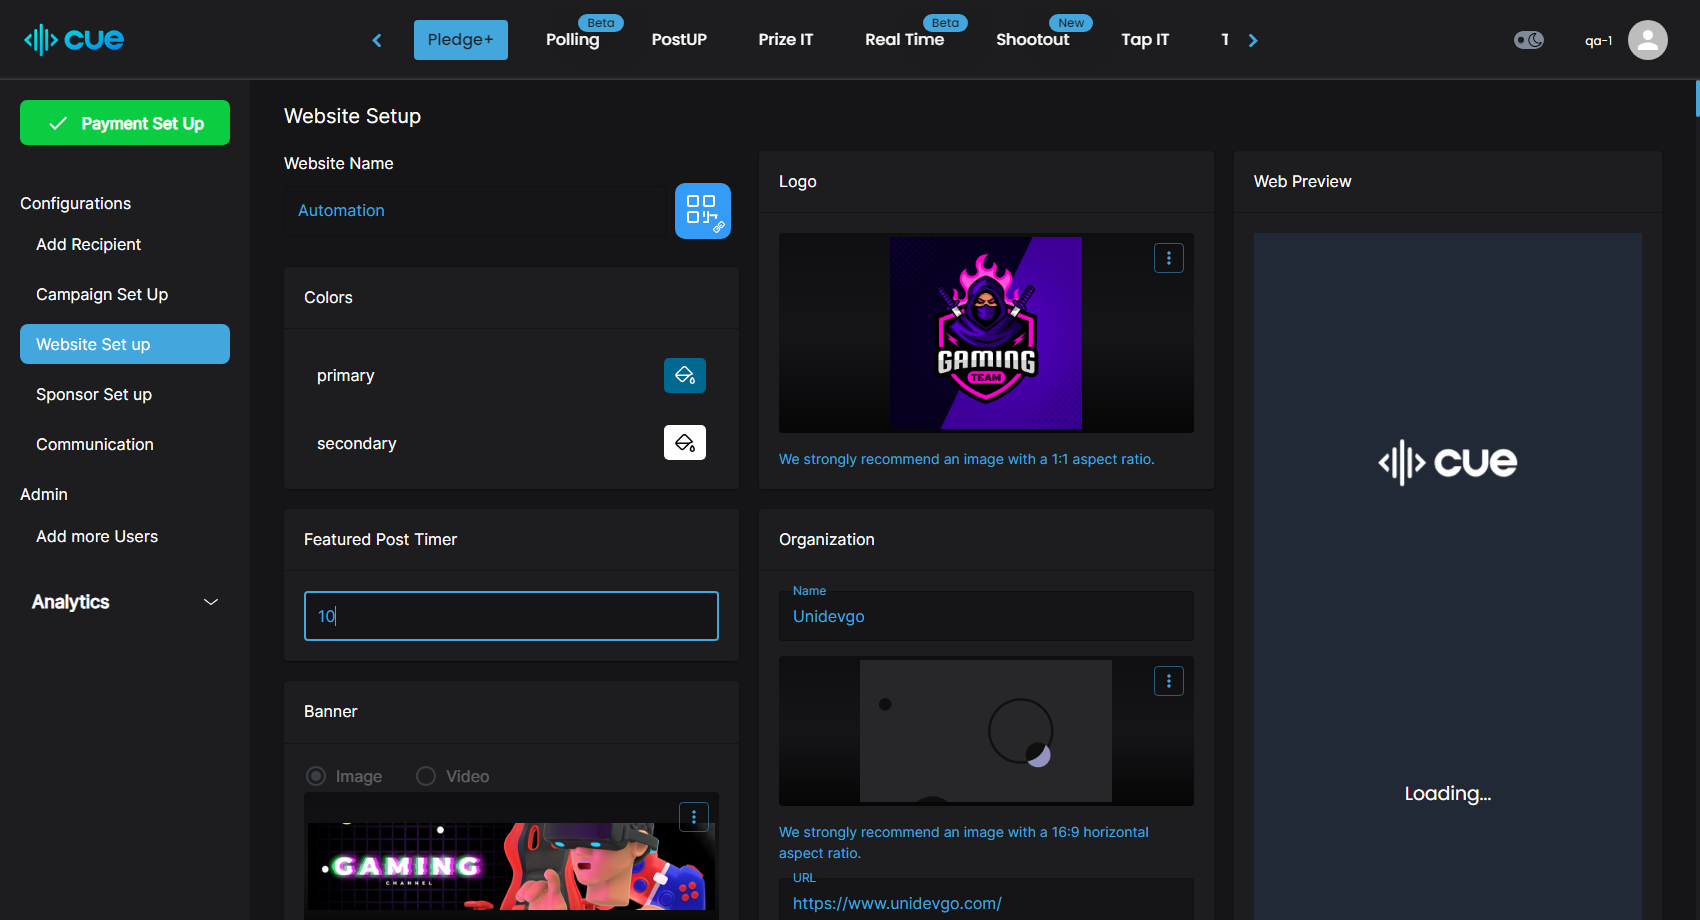 cue
Pledge+
Beta
Polling
PostUP
Prize IT
Beta
Real Time
New
Shootout
Tap IT
T
qa-1
Payment Set Up
Configurations
Add Recipient
Campaign Set Up
Website Set up
Sponsor Set up
Communication
Admin
Add more Users
Analytics
Website Setup
Website Name
Automation
Colors
primary
secondary
Featured Post Timer
10
Banner
Image
Video
GAMING
CHANNEL
Logo
GAMING
TEAM
We strongly recommend an image with a 1:1 aspect ratio.
Organization
Name
Unidevgo
We strongly recommend an image with a 16:9 horizontal
aspect ratio.
URL
https://www.unidevgo.com/
Web Preview
cue
Loading...